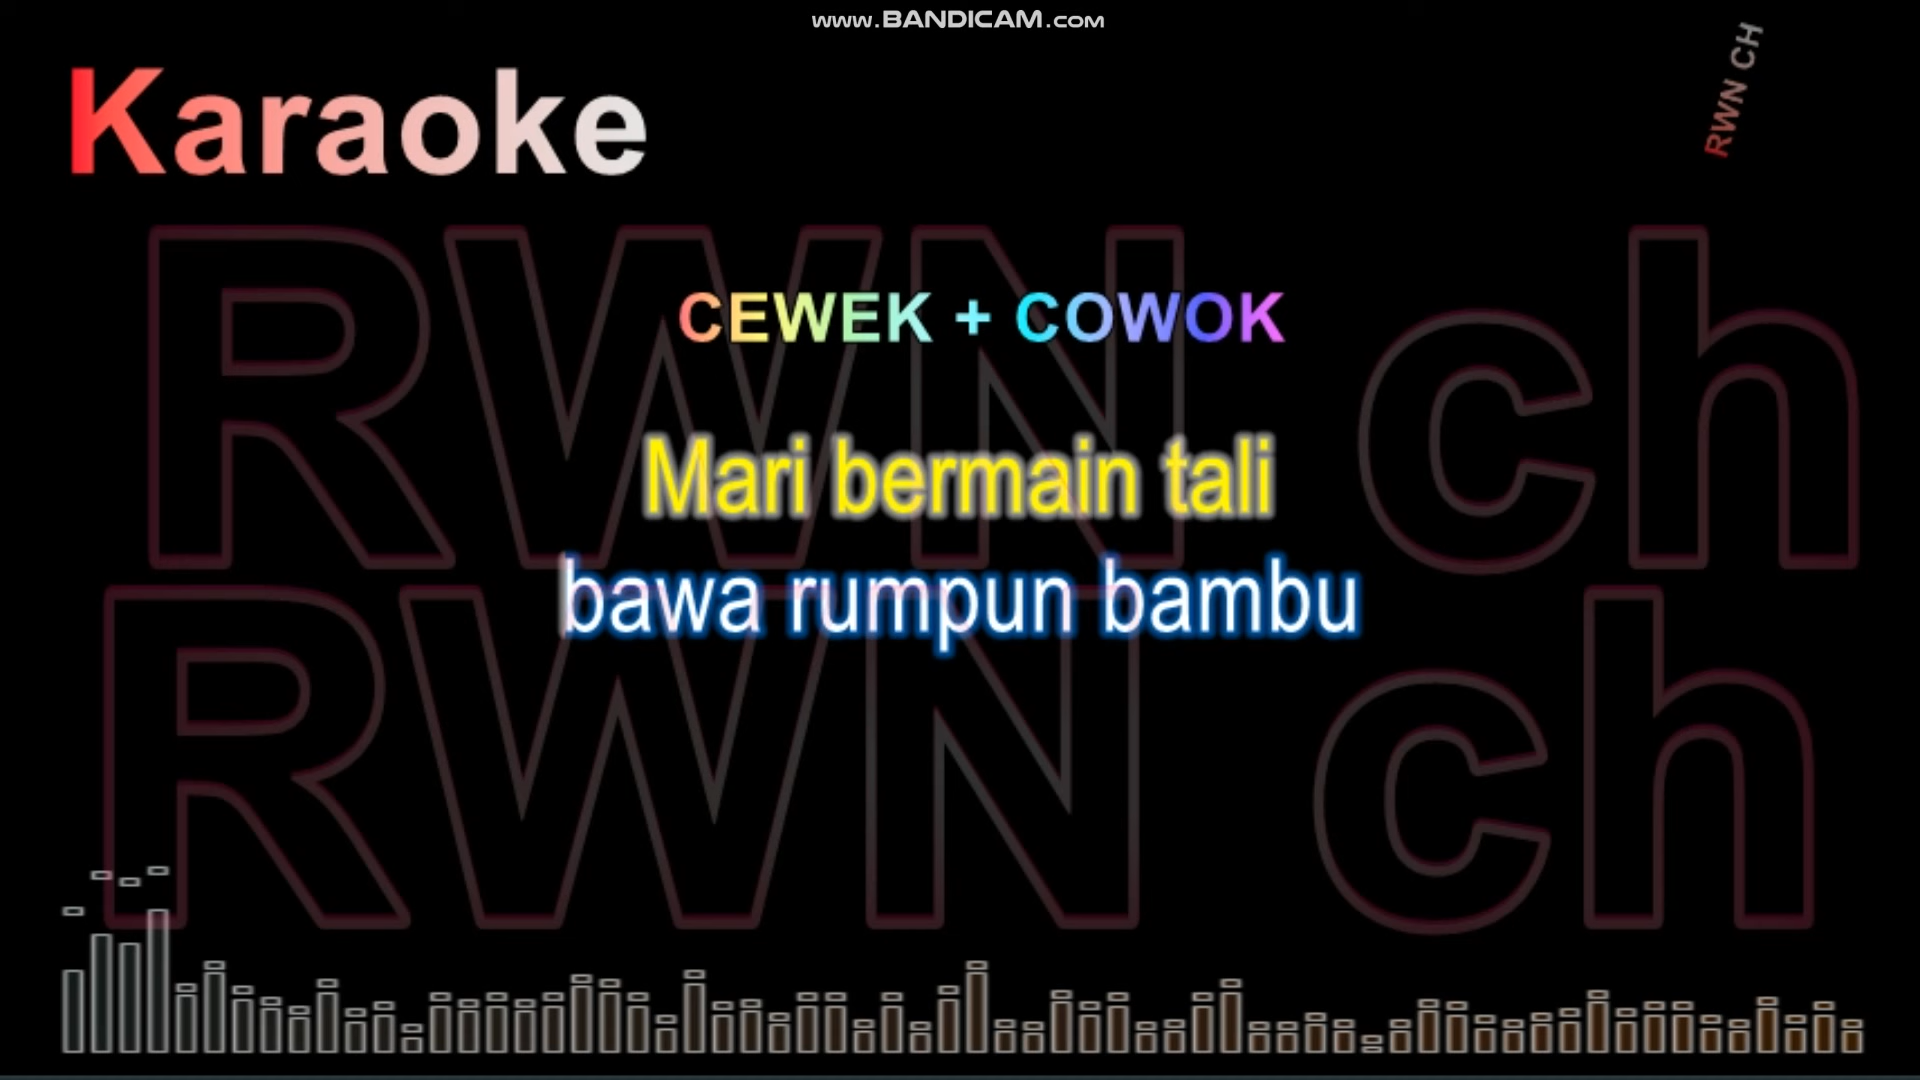 www.BANDICAM.com
RWN CH
Karaoke
RWN ch
CEWEK + COWOK
Mari bermain tali
bawa rumpun bambu
RWN ch